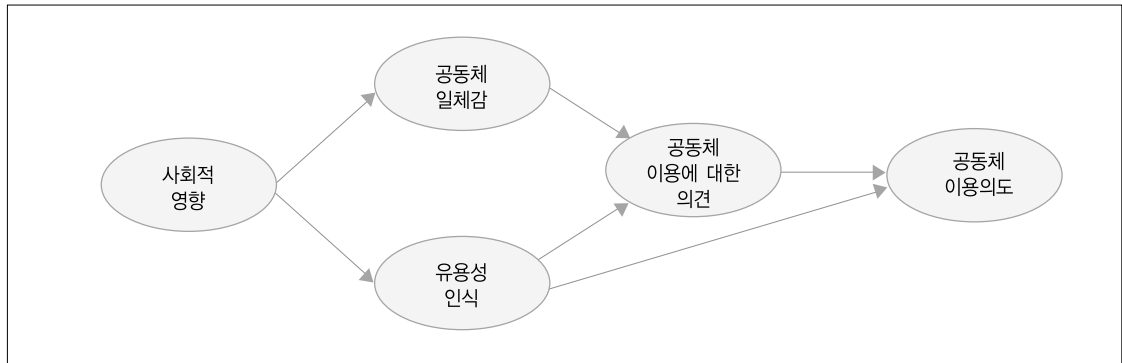 공동체
일체감
사회적
영향
공동체
이용에 대한
의견
공동체
이용의도
유용성
인식